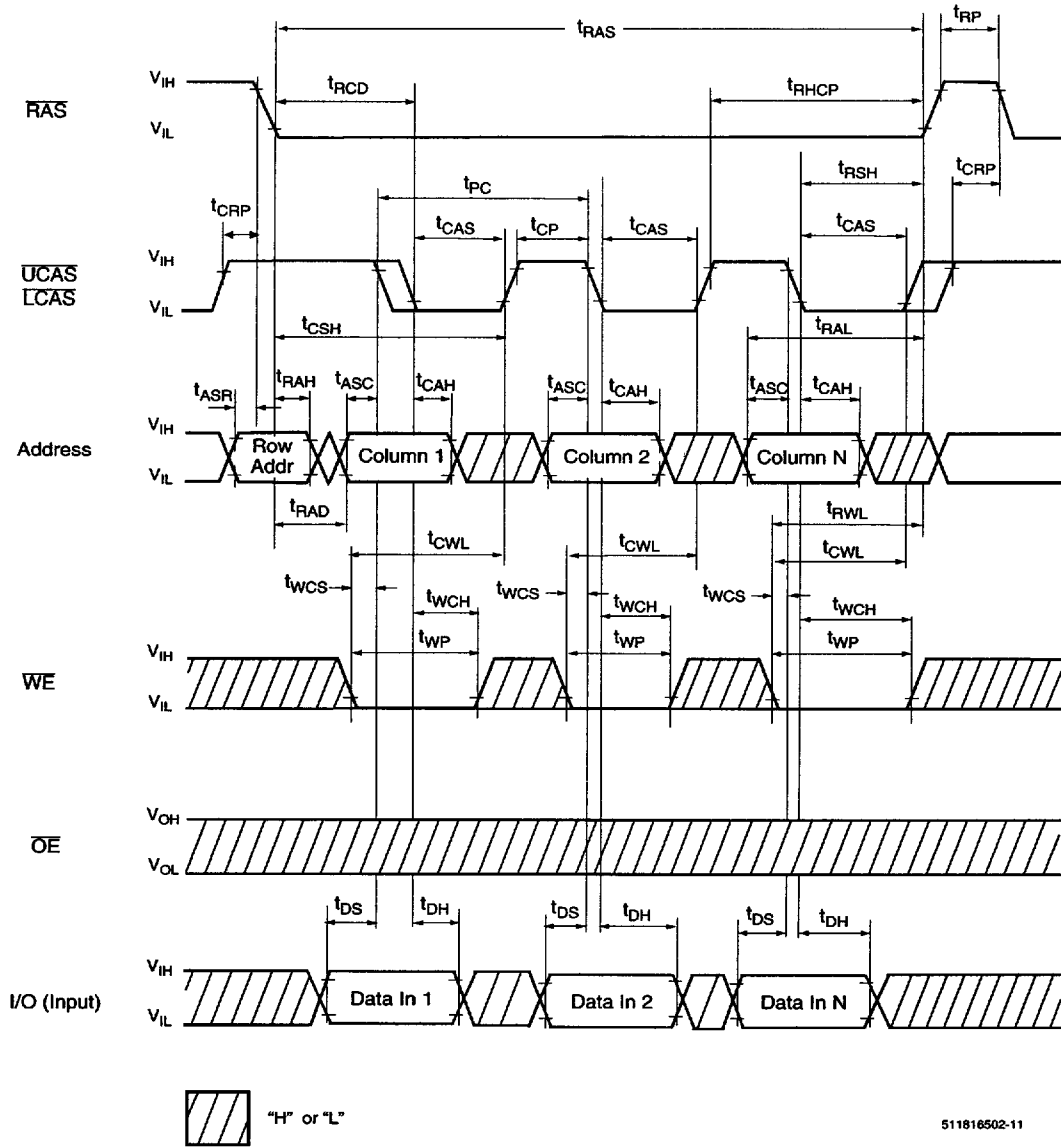 tRAS
tRP
VIH
RAS
VIL
tRCD
tRHCP
tRSH
tCRP
tPC
tCRP
tCAS
tCP
tCAS
tCAS
VIH
UCAS
LCAS
VIL
tCSH
tRAL
tASR
tRAH
tASC
tCAH
tASC
tCAH
tASC
tCAH
VIH
Address
VIL
Row Addr
Column 1
Column 2
Column N
tRAD
tRWL
tCWL
tCWL
tCWL
tWCS
tWCS
tWCS
tWCH
tWCH
tWCH
tWP
tWP
tWP
VIH
WE
VIL
VOH
OE
VOL
tDS
tDH
tDS
tDH
tDS
tDH
VIH
I/O (Input)
VIL
Data In 1
Data In 2
Data In N
"H" or "L"
511816502-11